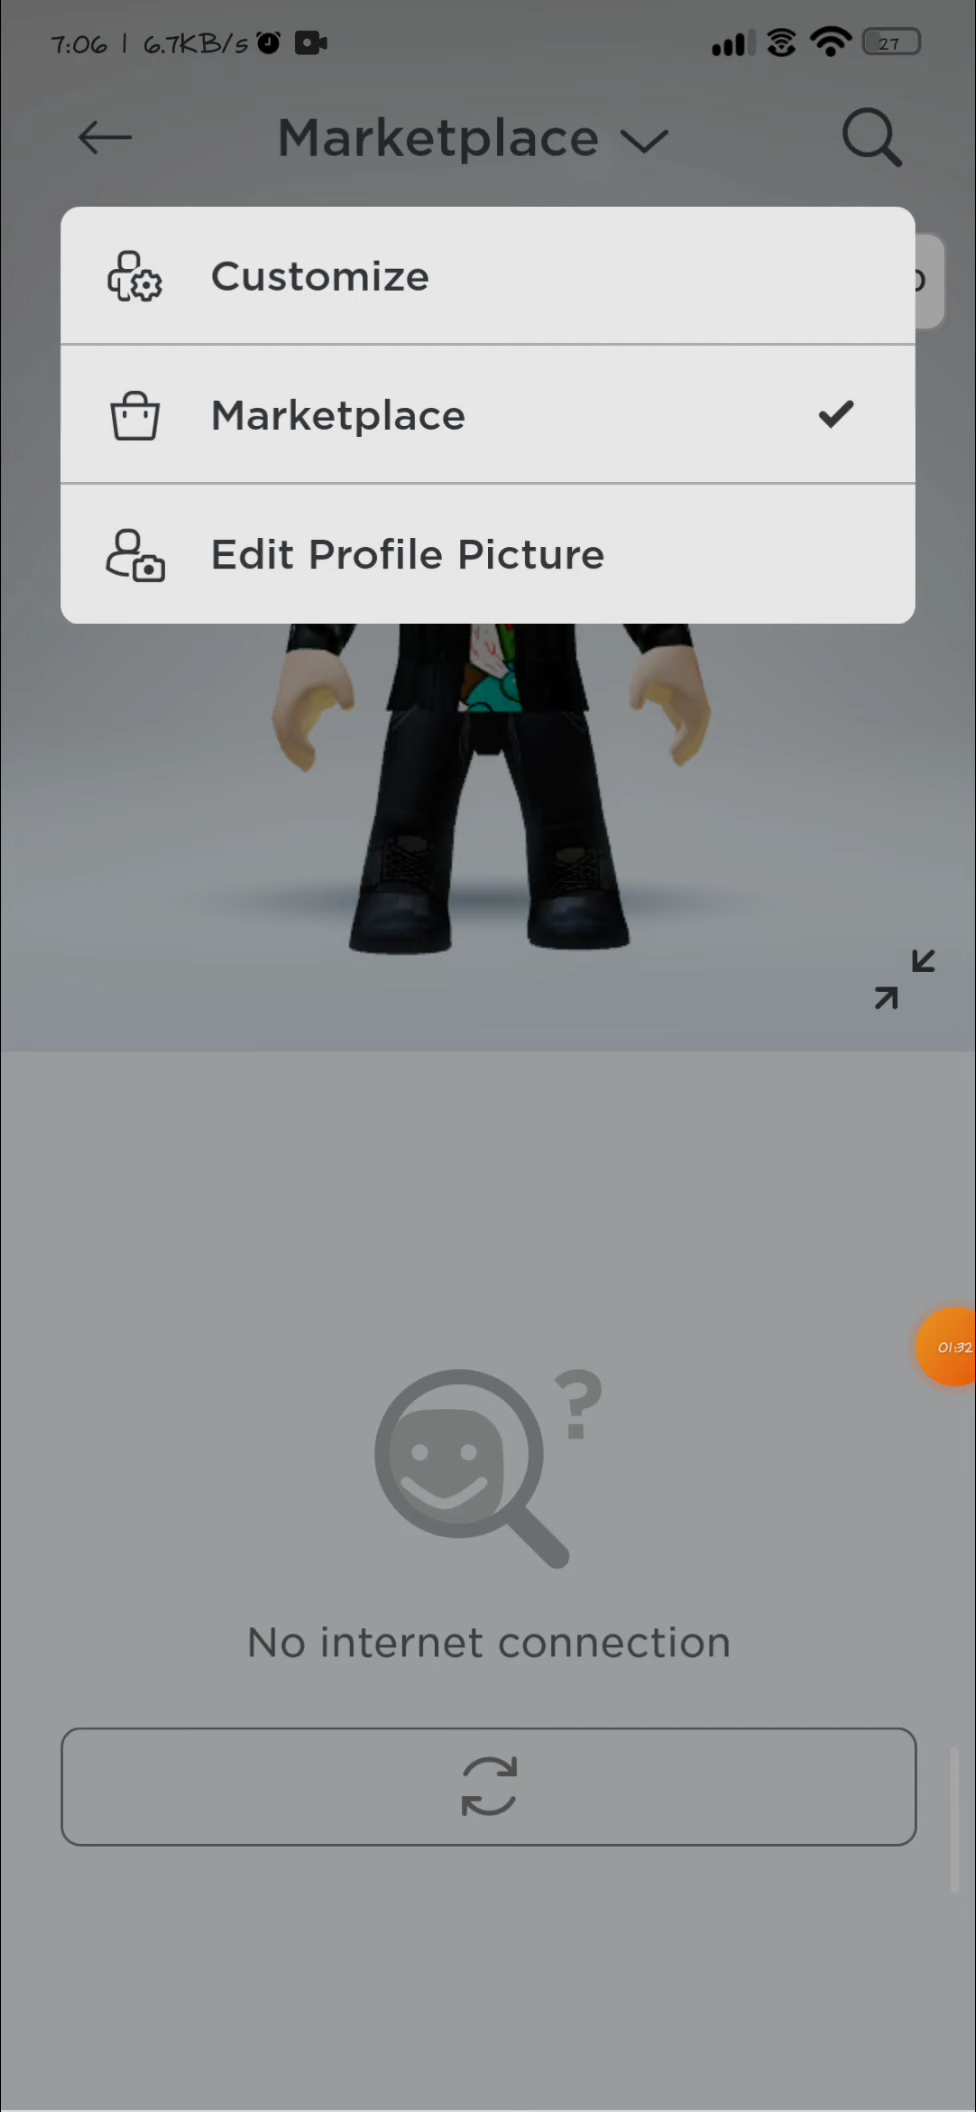 7:06 | 6.7KB/s
27
Marketplace
Customize
Marketplace
Edit Profile Picture
?
01:32
No internet connection